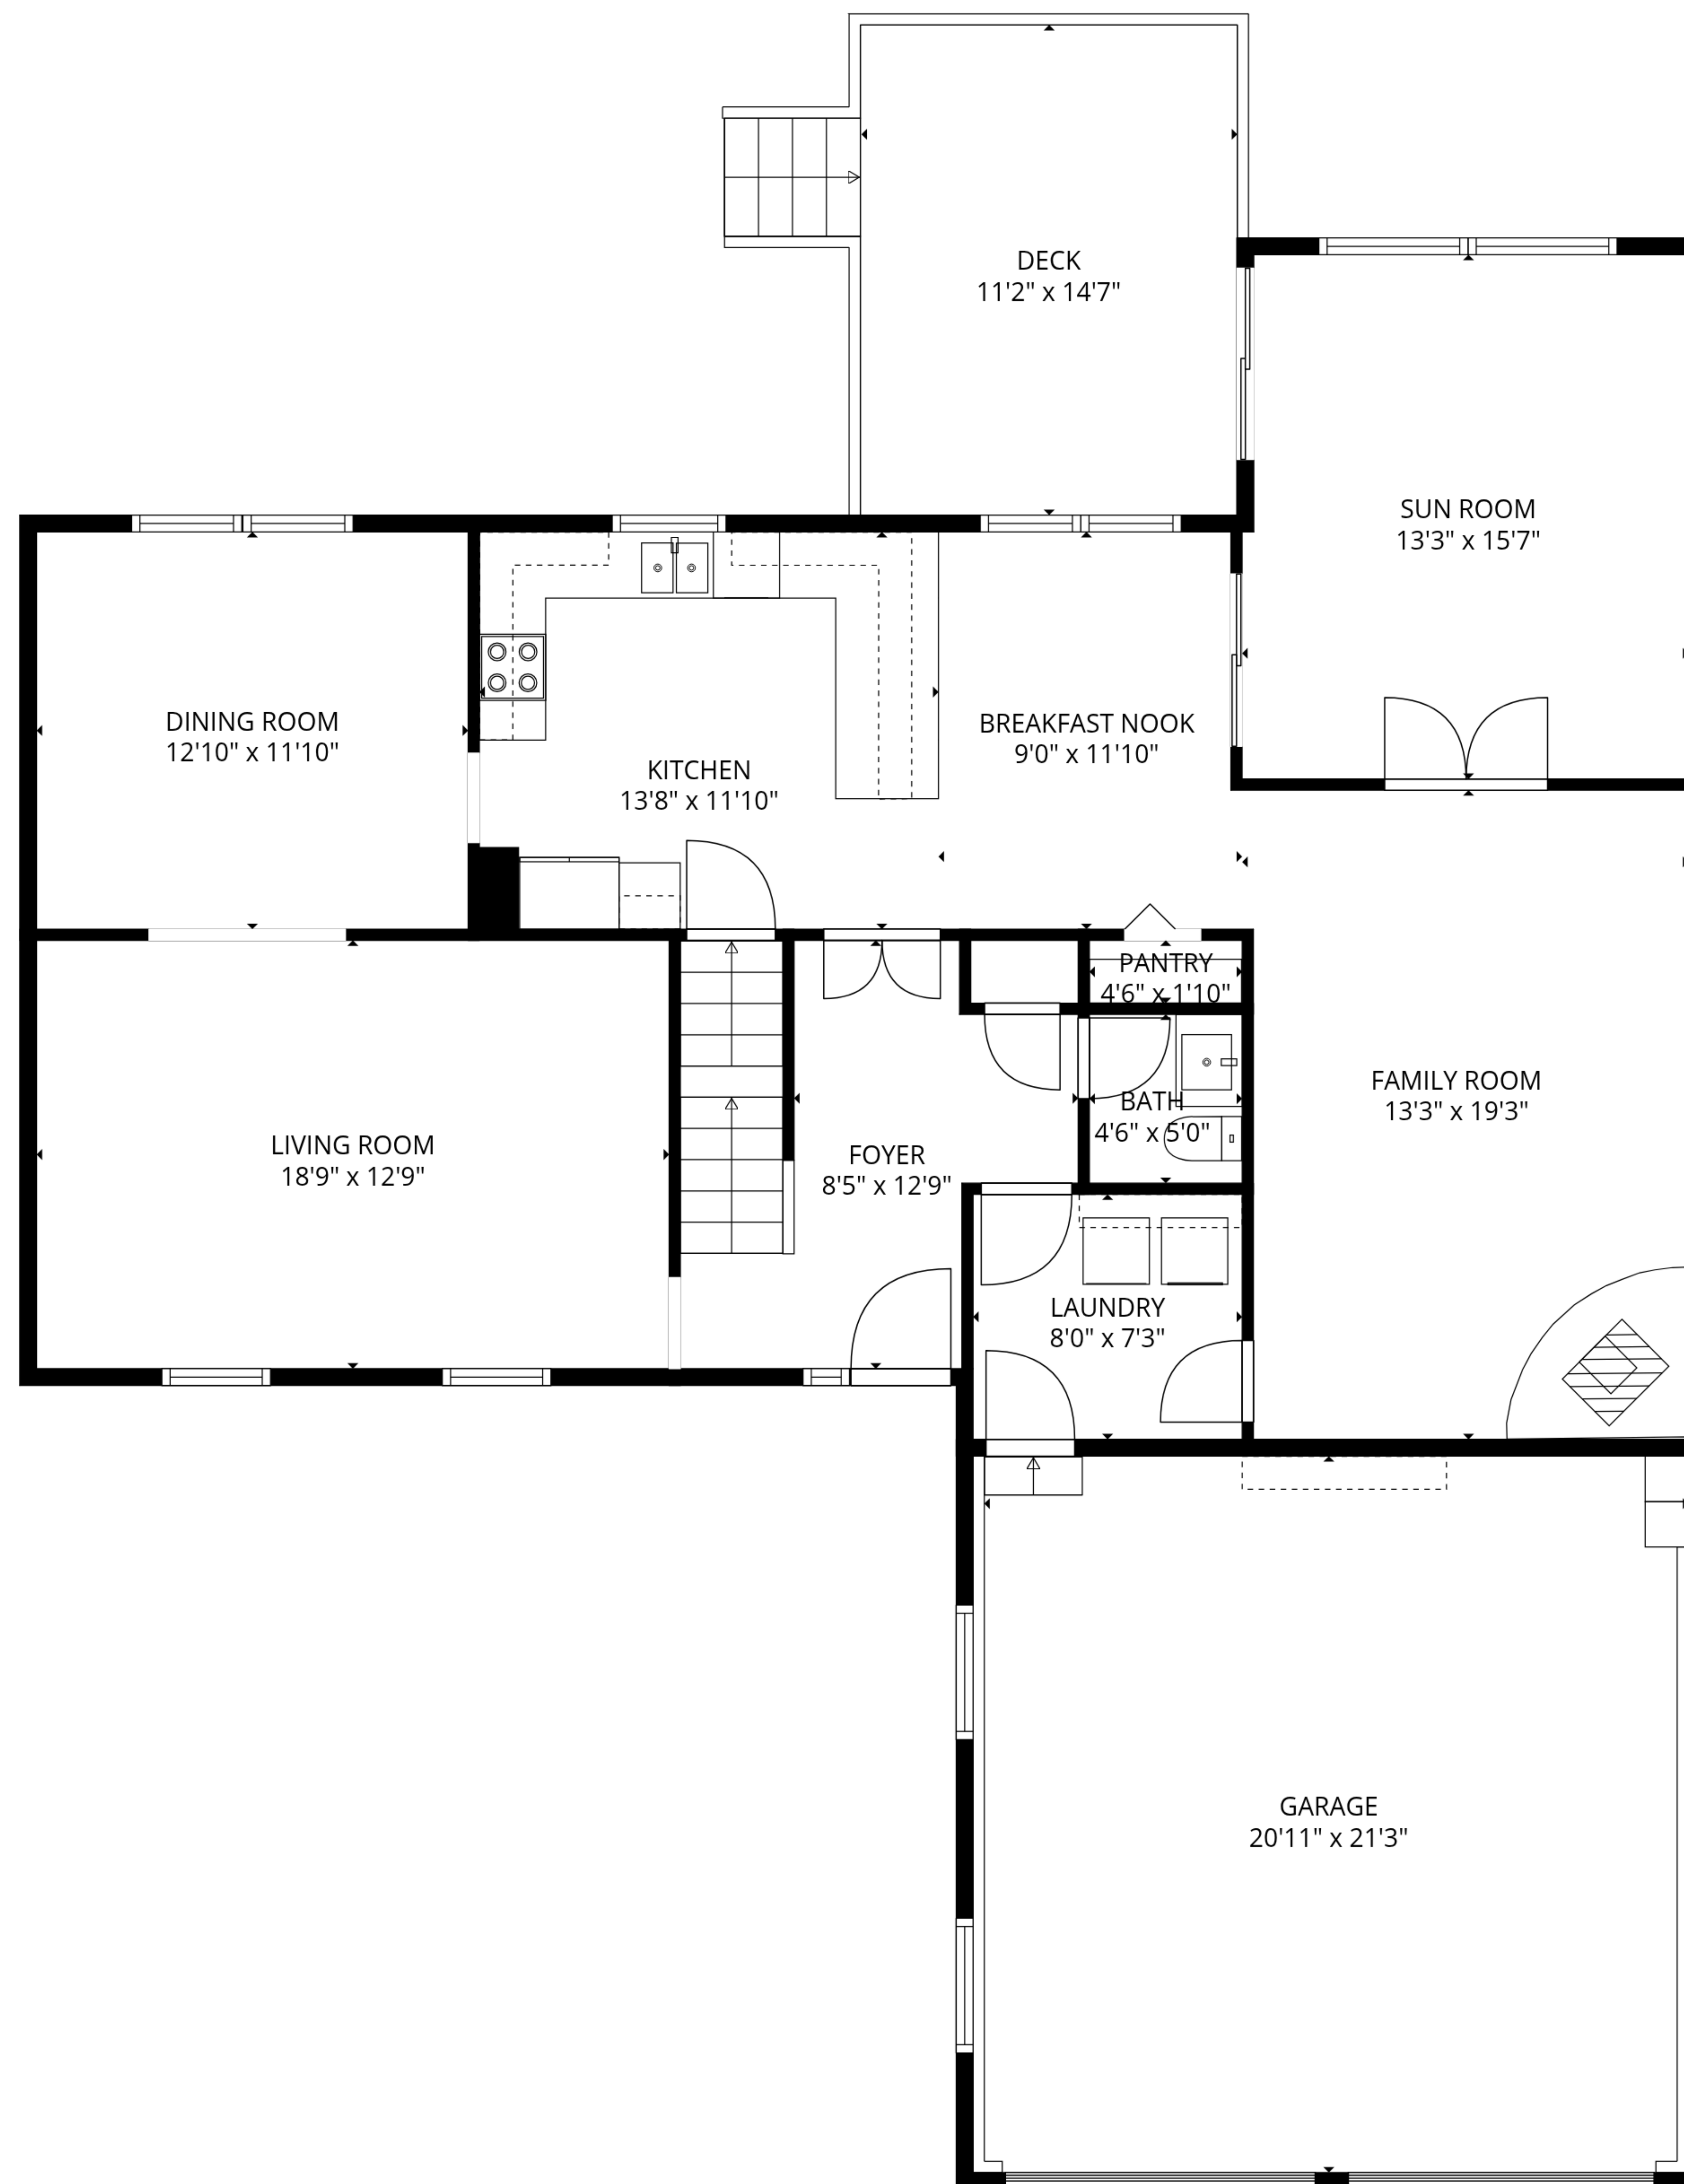 DECK
11'2" x 14'7"
SUN ROOM
13'3" x 15'7"
DINING ROOM
12'10" x 11'10"
KITCHEN
13'8" x 11'10"
BREAKFAST NOOK
9'0" x 11'10"
PANTRY
4'6" x 1'10"
BATH
4'6" x 5'0"
FAMILY ROOM
13'3" x 19'3"
LIVING ROOM
18'9" x 12'9"
FOYER
8'5" x 12'9"
LAUNDRY
8'0" x 7'3"
GARAGE
20'11" x 21'3"